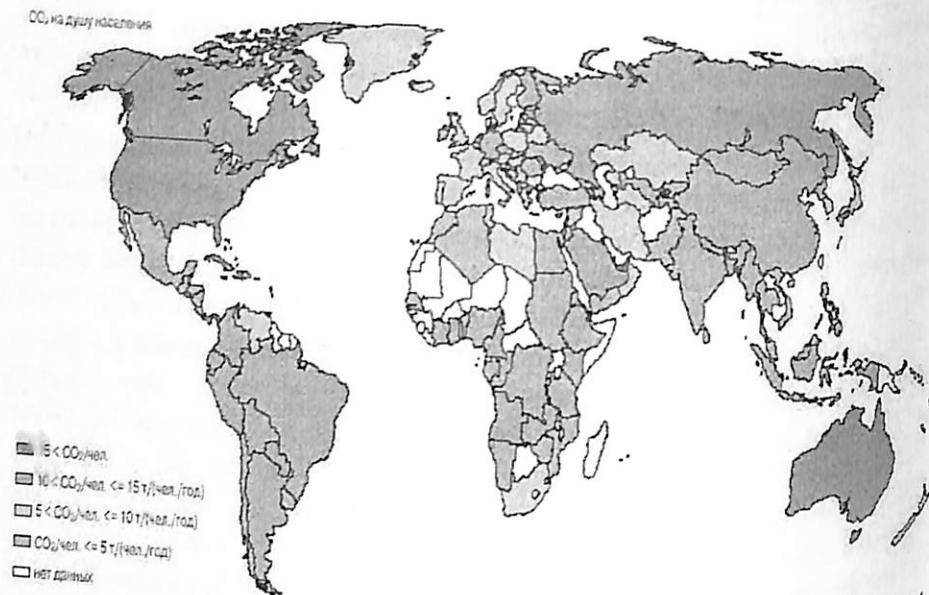 CO₂ на душу населения
5 < CO₂/чел.
10 < CO₂/чел. <= 15 т/(чел./год)
5 < CO₂/чел. <= 10 т/(чел./год)
CO₂/чел. <= 5 т/(чел./год)
нет данных